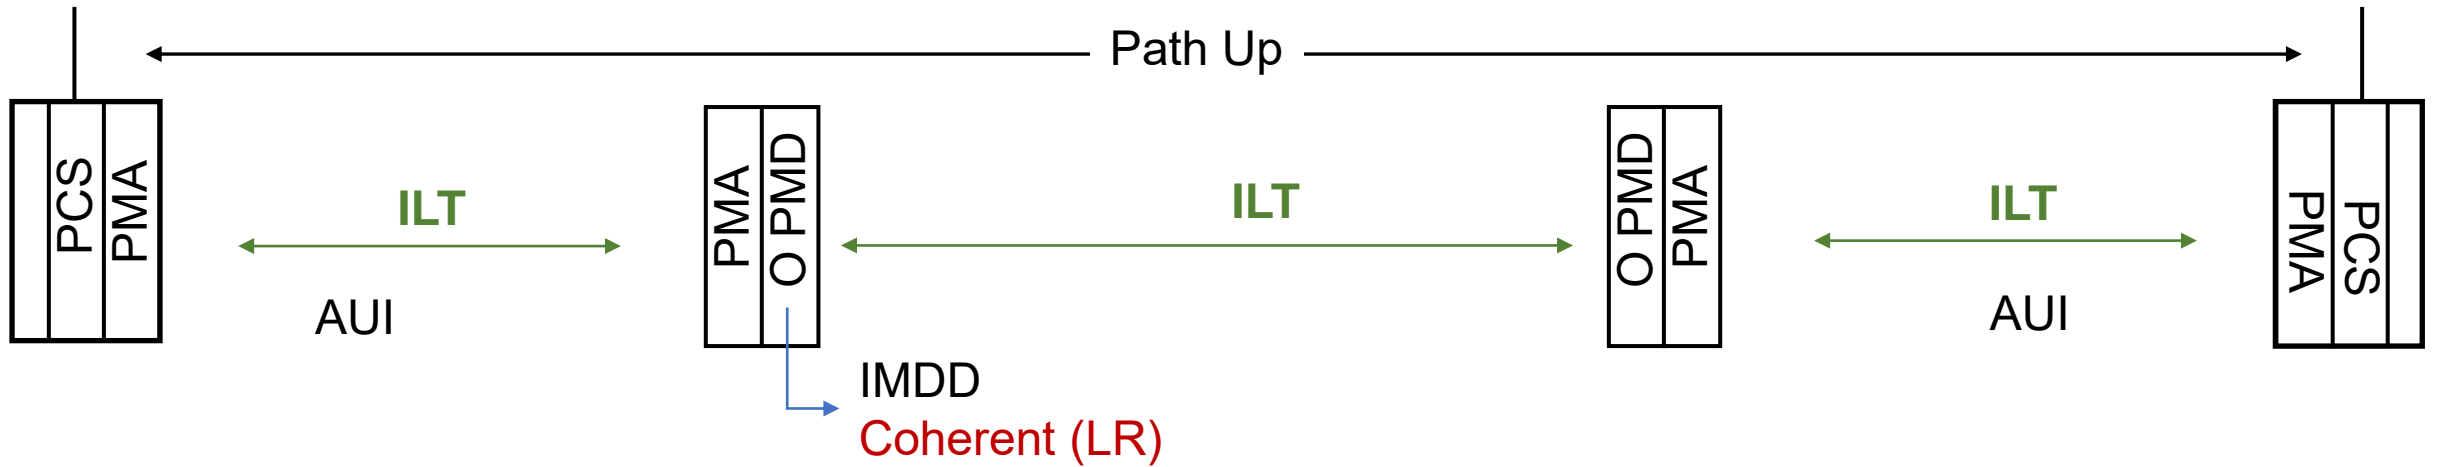 Path Up
PCS
PMA
ILT
AUI
PMA
O PMD
ILT
IMDD
Coherent (LR)
O PMD
PMA
ILT
AUI
PMA
PCS